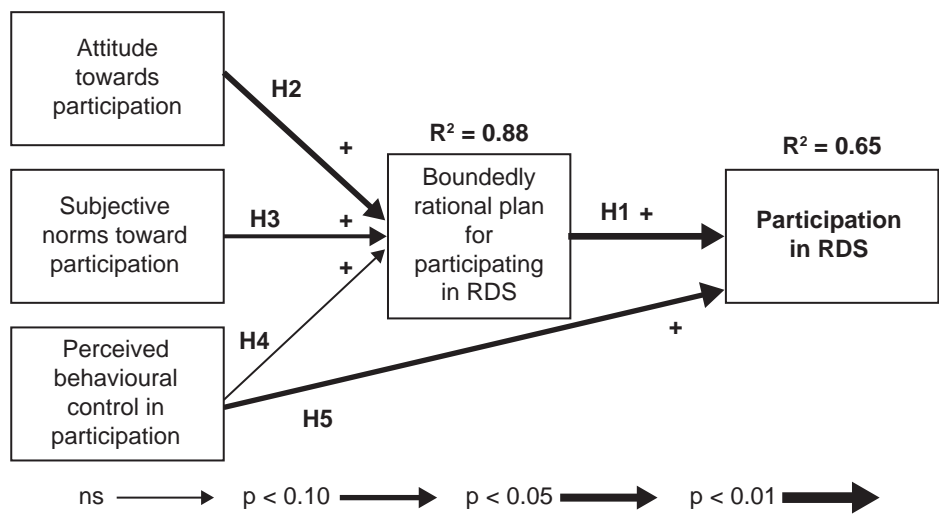 Attitude
towards
participation
H2
+
R² = 0.88
R² = 0.65
Subjective
norms toward
participation
H3
+
+
Boundedly
rational plan
for
participating
in RDS
H1 +
Participation
in RDS
Perceived
behavioural
control in
participation
H4
H5
+
ns
p < 0.10
p < 0.05
p < 0.01